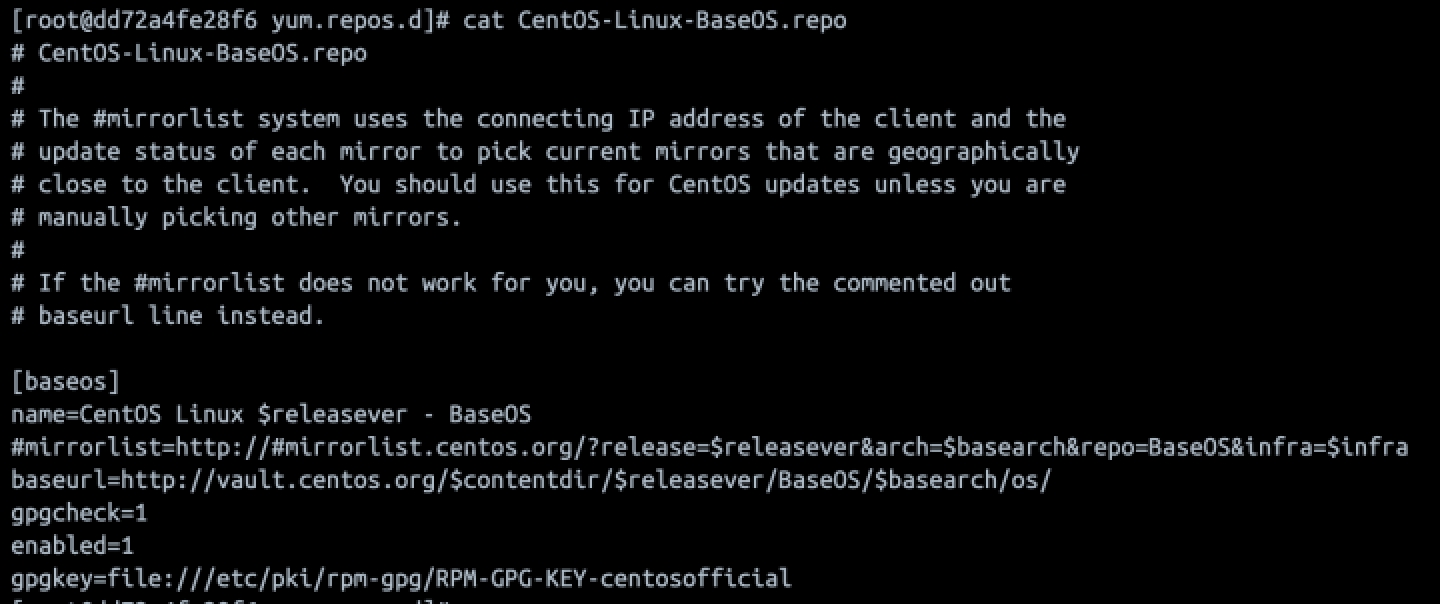 [root@dd72a4fe28f6 yum.repos.d]# cat CentOS-Linux-BaseOS.repo
# CentOS-Linux-BaseOS.repo
#
# The #mirrorlist system uses the connecting IP address of the client and the
# update status of each mirror to pick current mirrors that are geographically
# close to the client.  You should use this for CentOS updates unless you are
# manually picking other mirrors.
#
# If the #mirrorlist does not work for you, you can try the commented out
# baseurl line instead.

[baseos]
name=CentOS Linux $releasever - BaseOS
#mirrorlist=http://#mirrorlist.centos.org/?release=$releasever&arch=$basearch&repo=BaseOS&infra=$infra
baseurl=http://vault.centos.org/$contentdir/$releasever/BaseOS/$basearch/os/
gpgcheck=1
enabled=1
gpgkey=file:///etc/pki/rpm-gpg/RPM-GPG-KEY-centosofficial